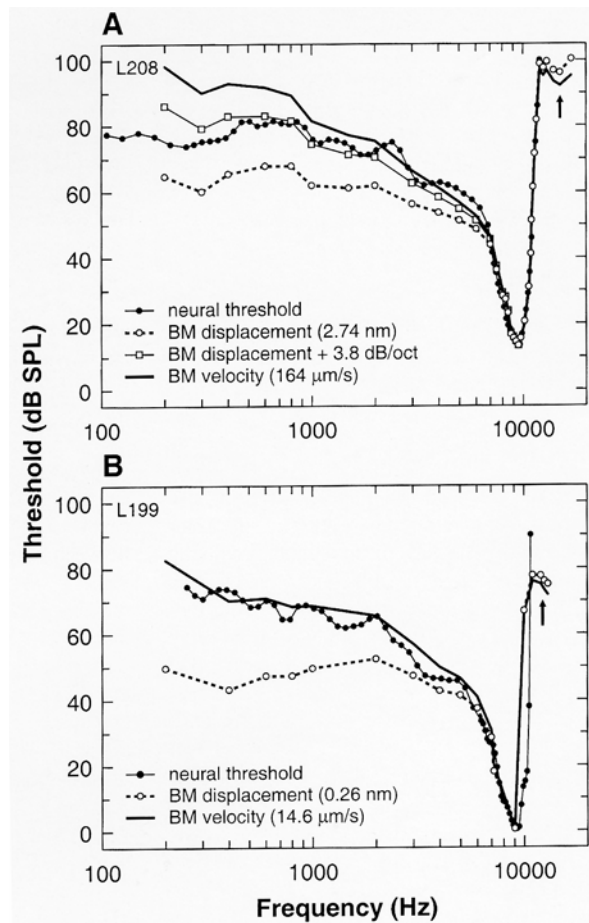 A
L208
100
80
60
40
20
0
neural threshold
BM displacement (2.74 nm)
BM displacement + 3.8 dB/oct
BM velocity (164 μm/s)
100 1000 10000
Threshold (dB SPL)
B
L199
100
80
60
40
20
0
neural threshold
BM displacement (0.26 nm)
BM velocity (14.6 μm/s)
100 1000 10000
Frequency (Hz)